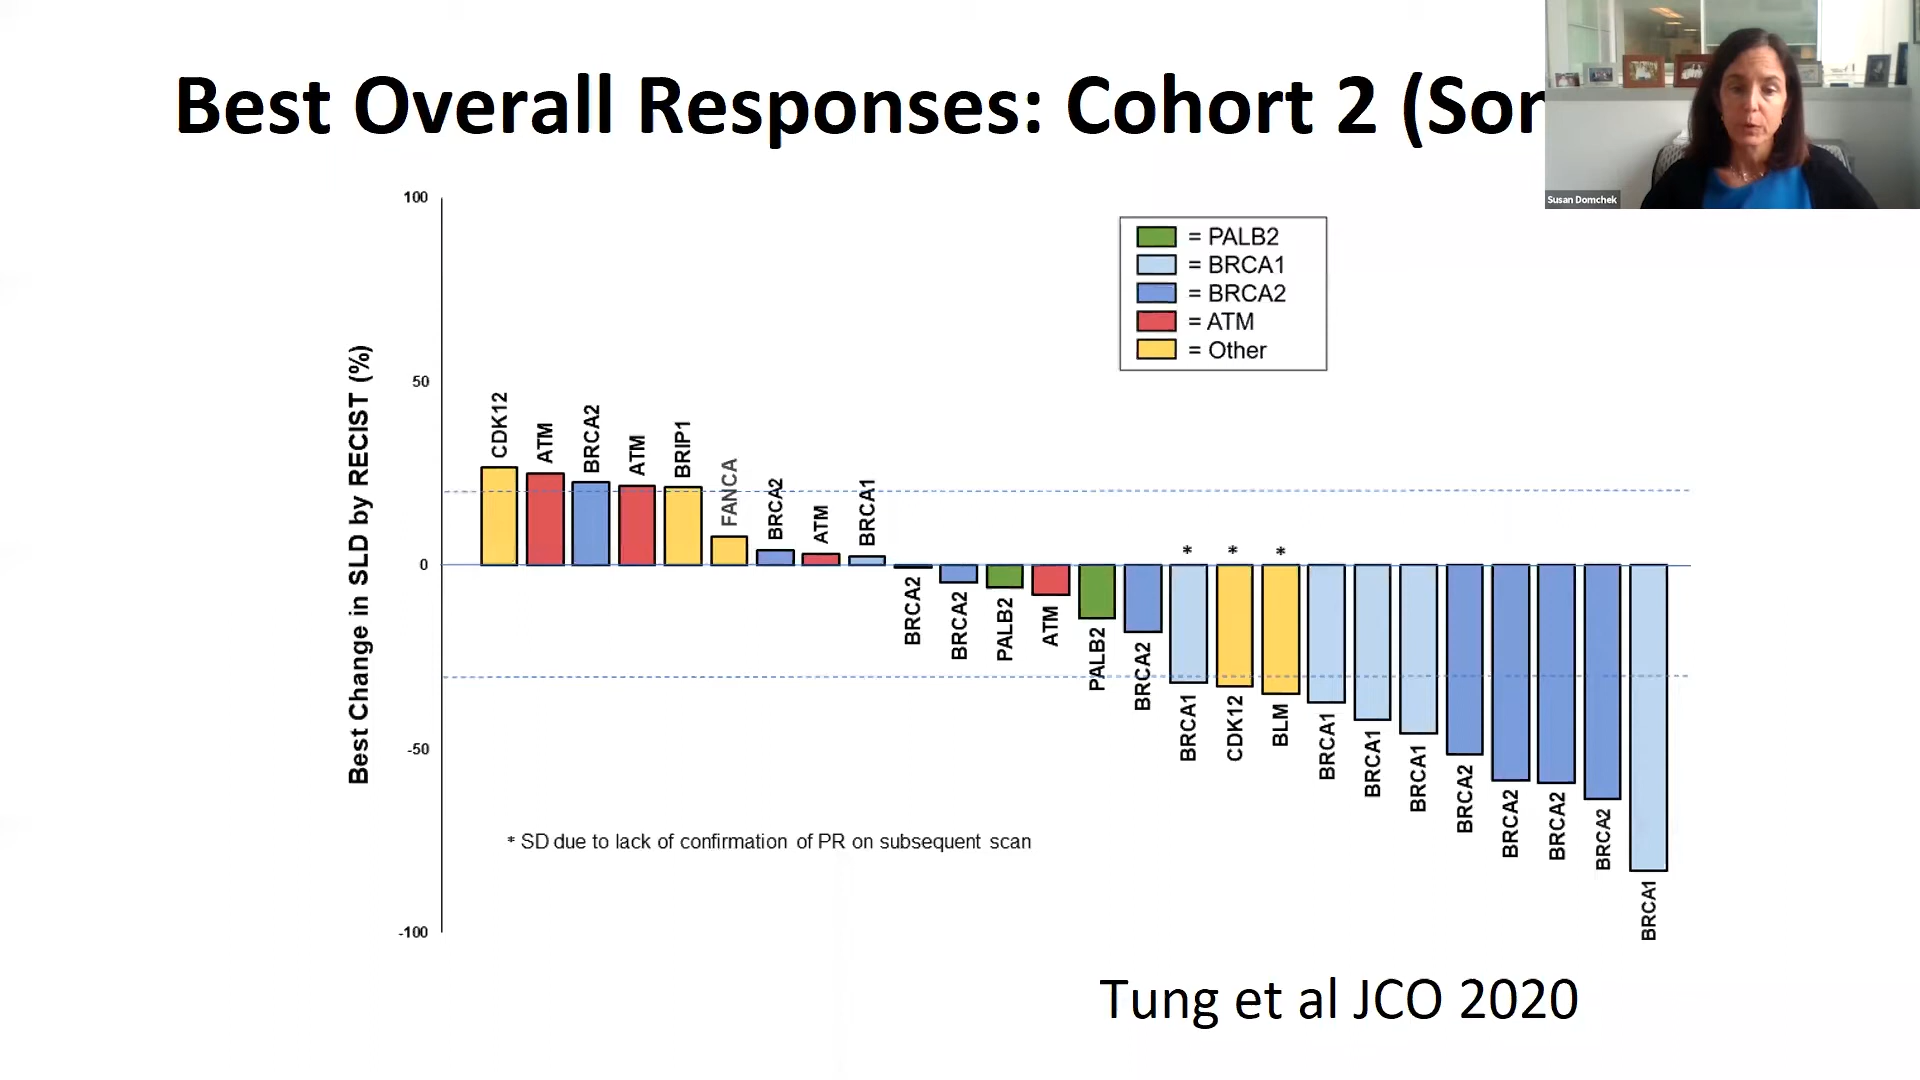 Best Overall Responses: Cohort 2 (Son
Susan Domchek
= PALB2
= BRCA1
= BRCA2
= ATM
= Other
Best Change in SLD by RECIST (%)
100
50
0
-50
-100
CDK12
ATM
BRCA2
ATM
BRIP1
FANCA
BRCA2
ATM
BRCA1
BRCA2
BRCA2
PALB2
ATM
PALB2
BRCA2
*
BRCA1
*
CDK12
*
BLM
BRCA1
BRCA1
BRCA1
BRCA2
BRCA2
BRCA2
BRCA2
BRCA1
* SD due to lack of confirmation of PR on subsequent scan
Tung et al JCO 2020